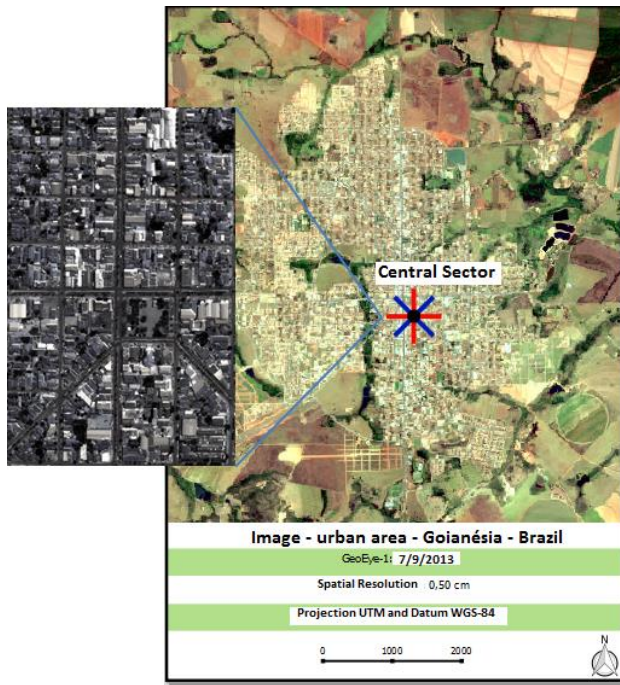 Central Sector
Image - urban area - Goianésia - Brazil
GeoEye-1: 7/9/2013
Spatial Resolution 0,50 cm
Projection UTM and Datum WGS-84
N
0 1000 2000